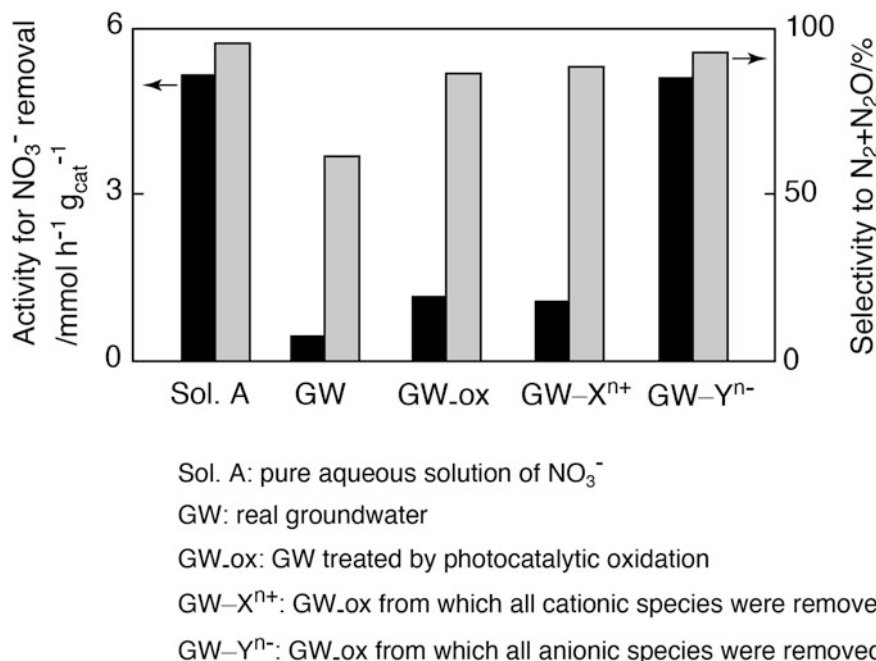 Activity for NO₃⁻ removal
/mmol h⁻¹ g_cat⁻¹
6
3
0
100
50
0
Selectivity to N₂+N₂O/%
Sol. A GW GW-ox GW–Xⁿ⁺ GW–Yⁿ⁻
Sol. A: pure aqueous solution of NO₃⁻
GW: real groundwater
GW-ox: GW treated by photocatalytic oxidation
GW–Xⁿ⁺: GW-ox from which all cationic species were remove
GW–Yⁿ⁻: GW-ox from which all anionic species were removed